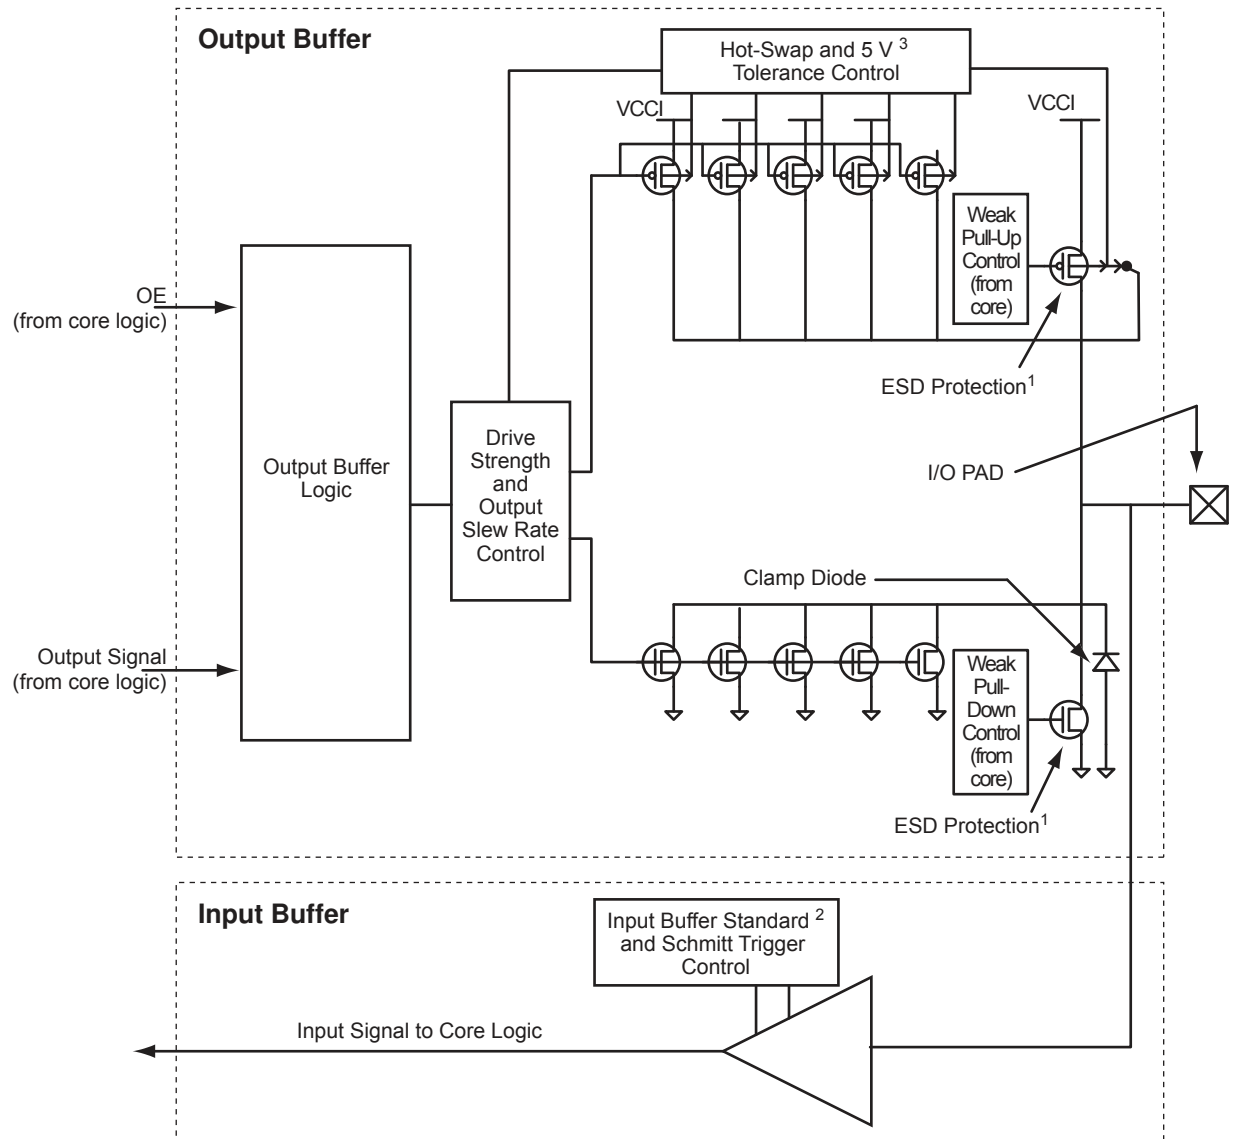 Output Buffer
Hot-Swap and 5 V 3
Tolerance Control
VCCI
VCCI
Weak
Pull-Up
Control
(from
core)
OE
(from core logic)
ESD Protection1
Drive
Strength
and
Output
Slew Rate
Control
Output Buffer
Logic
I/O PAD
Clamp Diode
Output Signal
(from core logic)
Weak
Pull-
Down
Control
(from
core)
ESD Protection1
Input Buffer
Input Buffer Standard 2
and Schmitt Trigger
Control
Input Signal to Core Logic